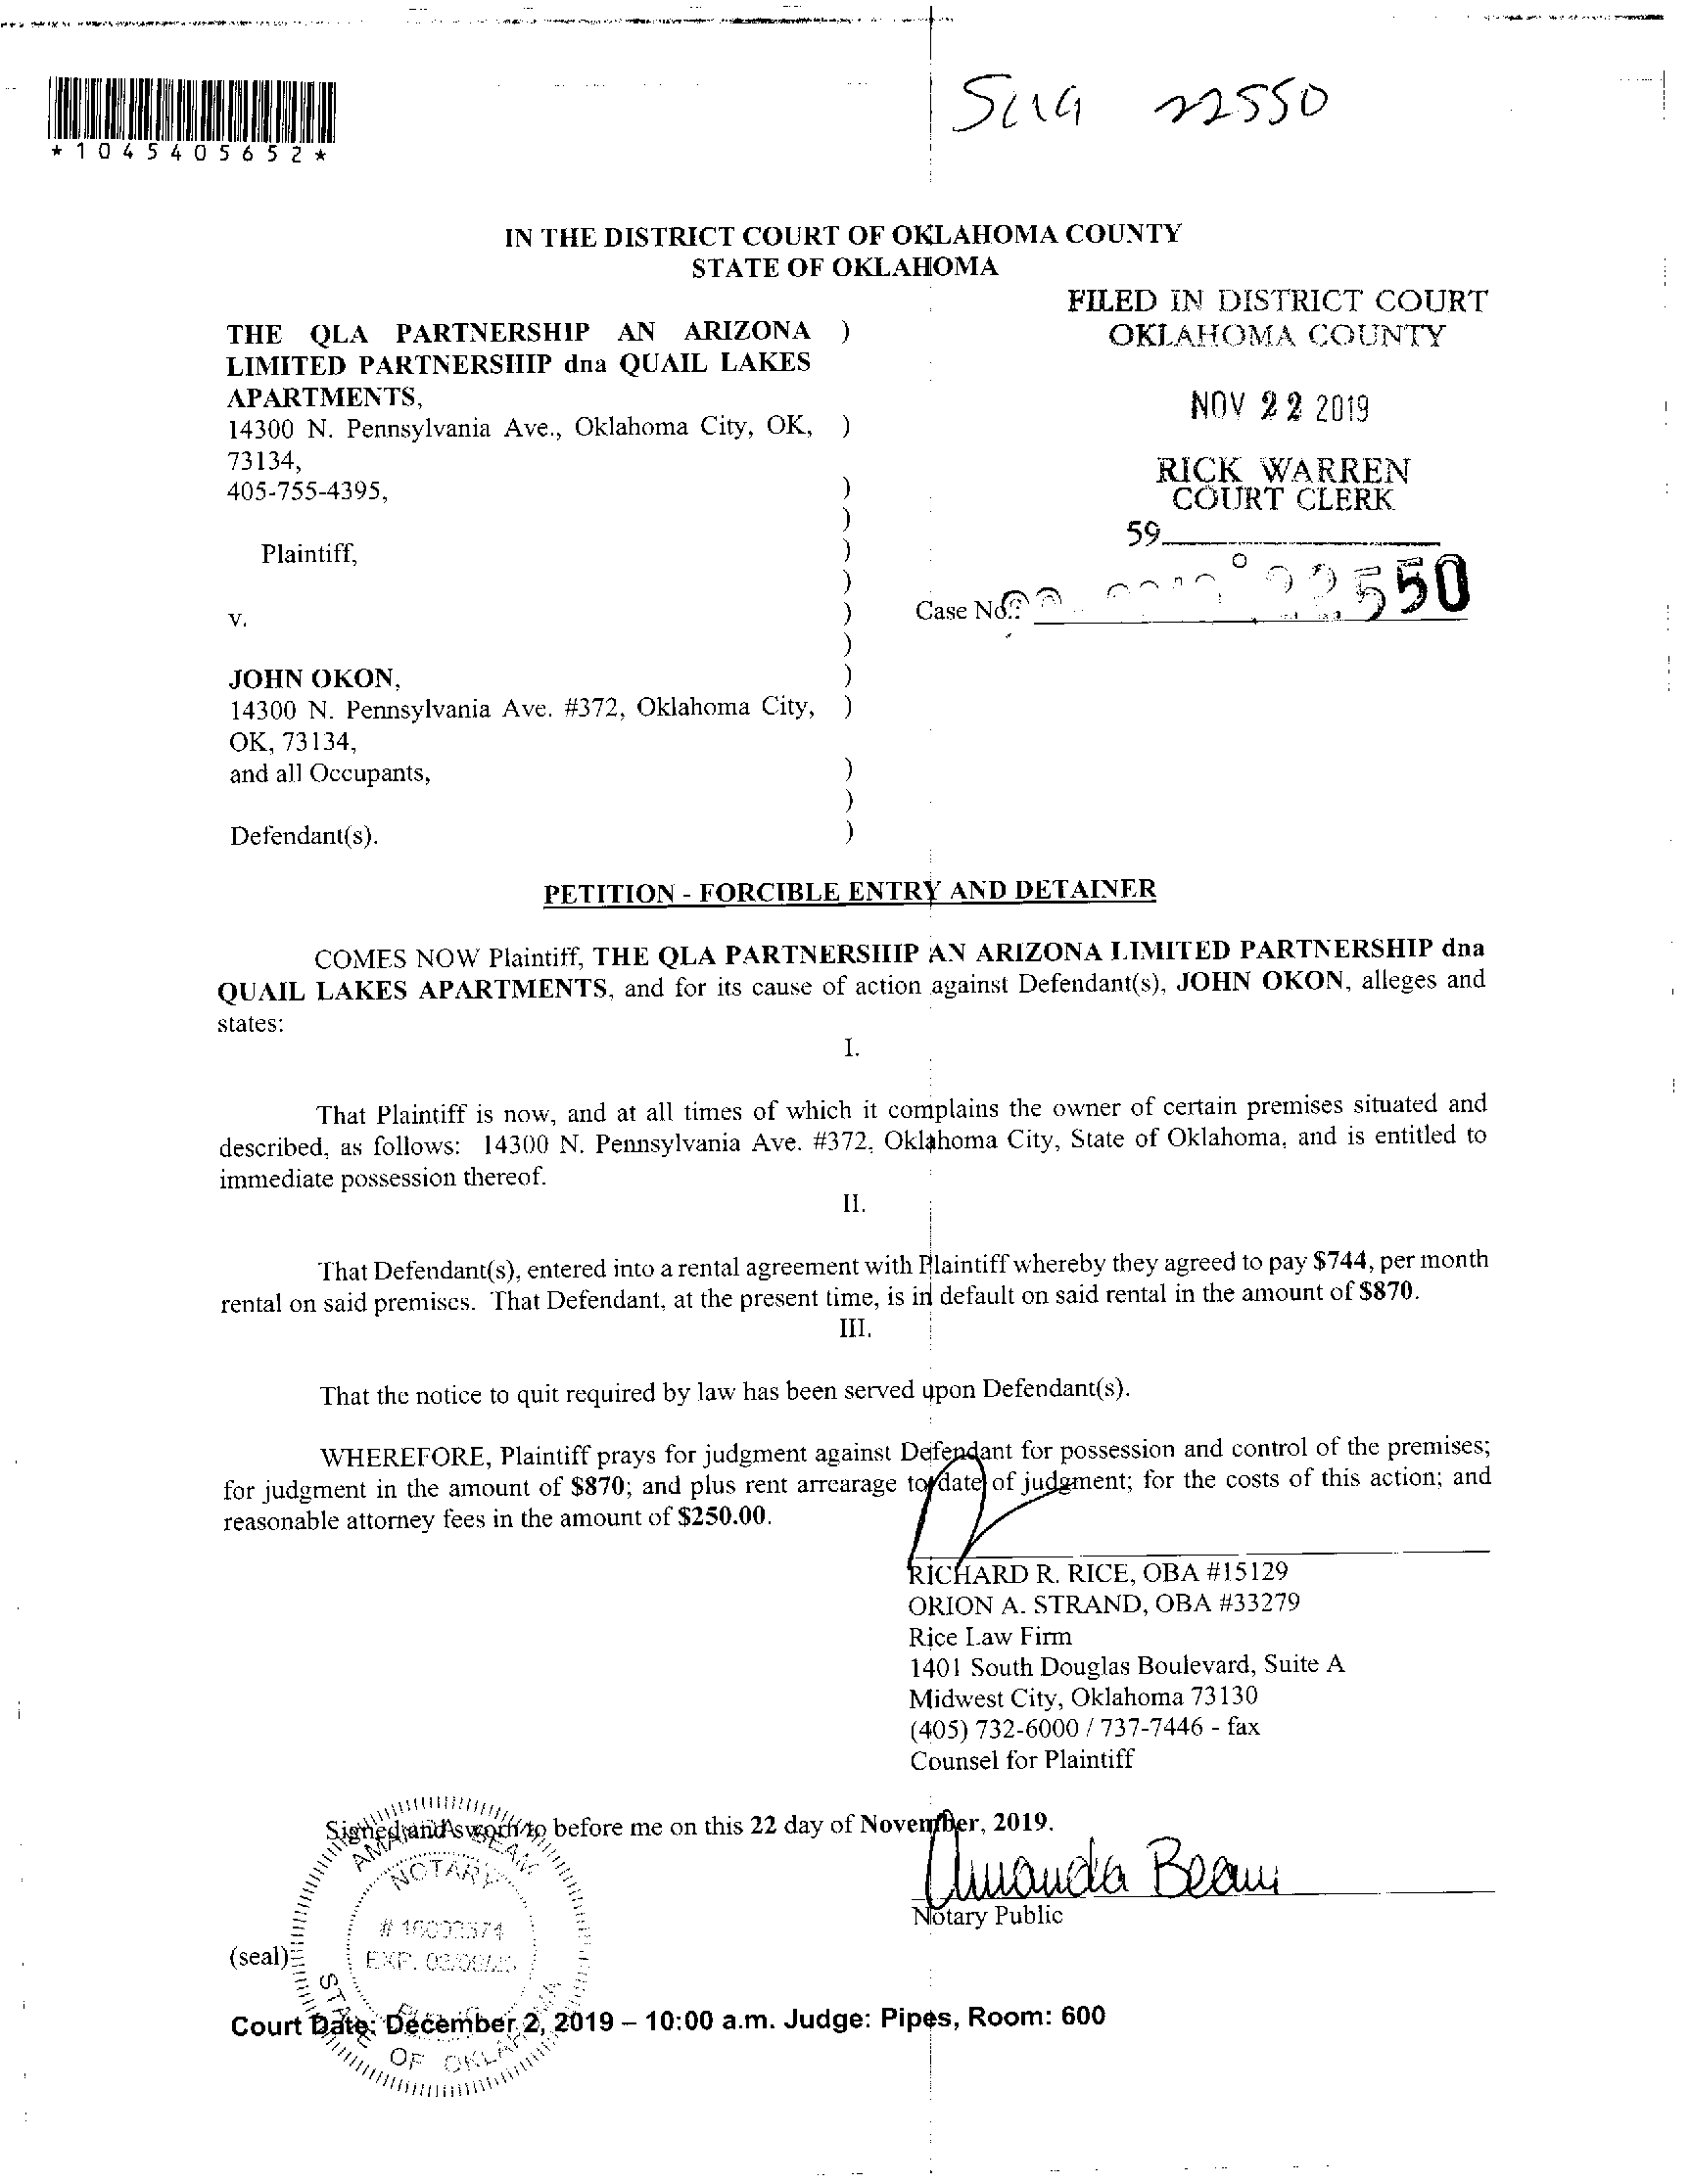 22550
*1045405652*
IN THE DISTRICT COURT OF OKLAHOMA COUNTY
STATE OF OKLAHOMA
FILED IN DISTRICT COURT
OKLAHOMA COUNTY
NOV 22 2019
RICK WARREN
COURT CLERK
59
THE QLA PARTNERSHIP AN ARIZONA )
LIMITED PARTNERSHIP dna QUAIL LAKES
APARTMENTS,
14300 N. Pennsylvania Ave., Oklahoma City, OK, )
73134,
405-755-4395, )
)
Plaintiff, )
)
v. )
Case No.: 22550
)
JOHN OKON, )
14300 N. Pennsylvania Ave. #372, Oklahoma City, )
OK, 73134,
and all Occupants, )
)
Defendant(s). )
PETITION - FORCIBLE ENTRY AND DETAINER
COMES NOW Plaintiff, THE QLA PARTNERSHIP AN ARIZONA LIMITED PARTNERSHIP dna
QUAIL LAKES APARTMENTS, and for its cause of action against Defendant(s), JOHN OKON, alleges and
states:
I.
That Plaintiff is now, and at all times of which it complains the owner of certain premises situated and
described, as follows: 14300 N. Pennsylvania Ave. #372, Oklahoma City, State of Oklahoma, and is entitled to
immediate possession thereof.
II.
That Defendant(s), entered into a rental agreement with Plaintiff whereby they agreed to pay $744, per month
rental on said premises. That Defendant, at the present time, is in default on said rental in the amount of $870.
III.
That the notice to quit required by law has been served upon Defendant(s).
WHEREFORE, Plaintiff prays for judgment against Defendant for possession and control of the premises;
for judgment in the amount of $870; and plus rent arrearage to date of judgment; for the costs of this action; and
reasonable attorney fees in the amount of $250.00.
RICHARD R. RICE, OBA #15129
ORION A. STRAND, OBA #33279
Rice Law Firm
1401 South Douglas Boulevard, Suite A
Midwest City, Oklahoma 73130
(405) 732-6000 / 737-7446 - fax
Counsel for Plaintiff
Signed and sworn to before me on this 22 day of November, 2019.
Amanda Beam
Notary Public
(seal)
AMANDA BEAM
NOTARY
STATE OF OKLAHOMA
Court Date: December 2, 2019 – 10:00 a.m. Judge: Pipes, Room: 600